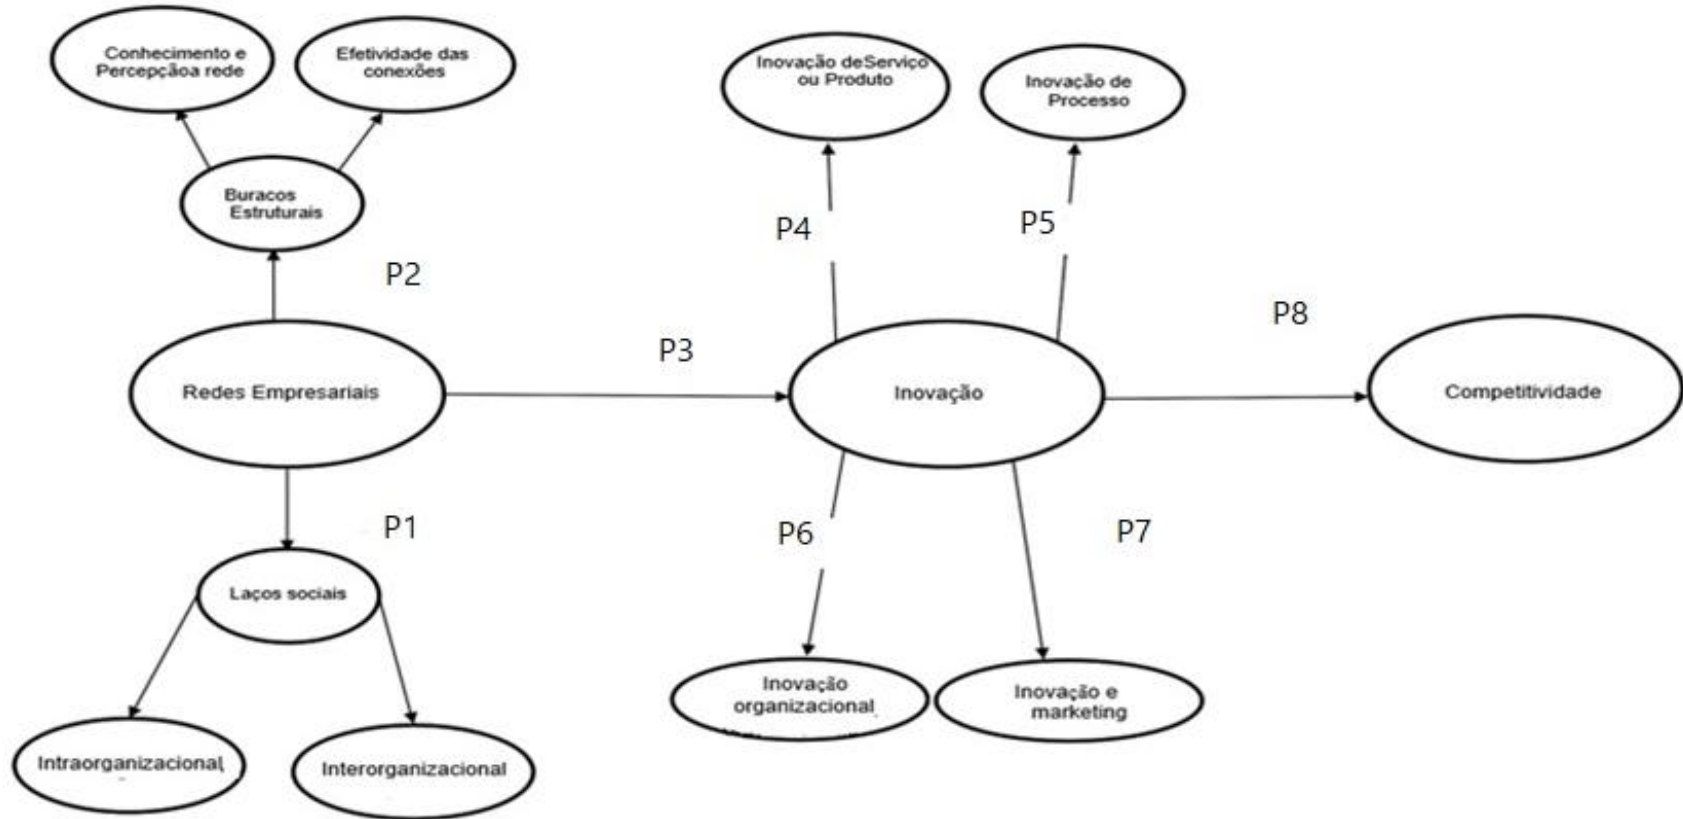 Conhecimento e
Percepçãoa rede
Efetividade das
conexões
Inovação deServiço
ou Produto
Inovação de
Processo
Buracos
Estruturais
P4
P5
P2
P8
P3
Redes Empresariais
Inovação
Competitividade
P1
P6
P7
Laços sociais
Inovação
organizacional
Inovação e
marketing
Intraorganizacional
Interorganizacional